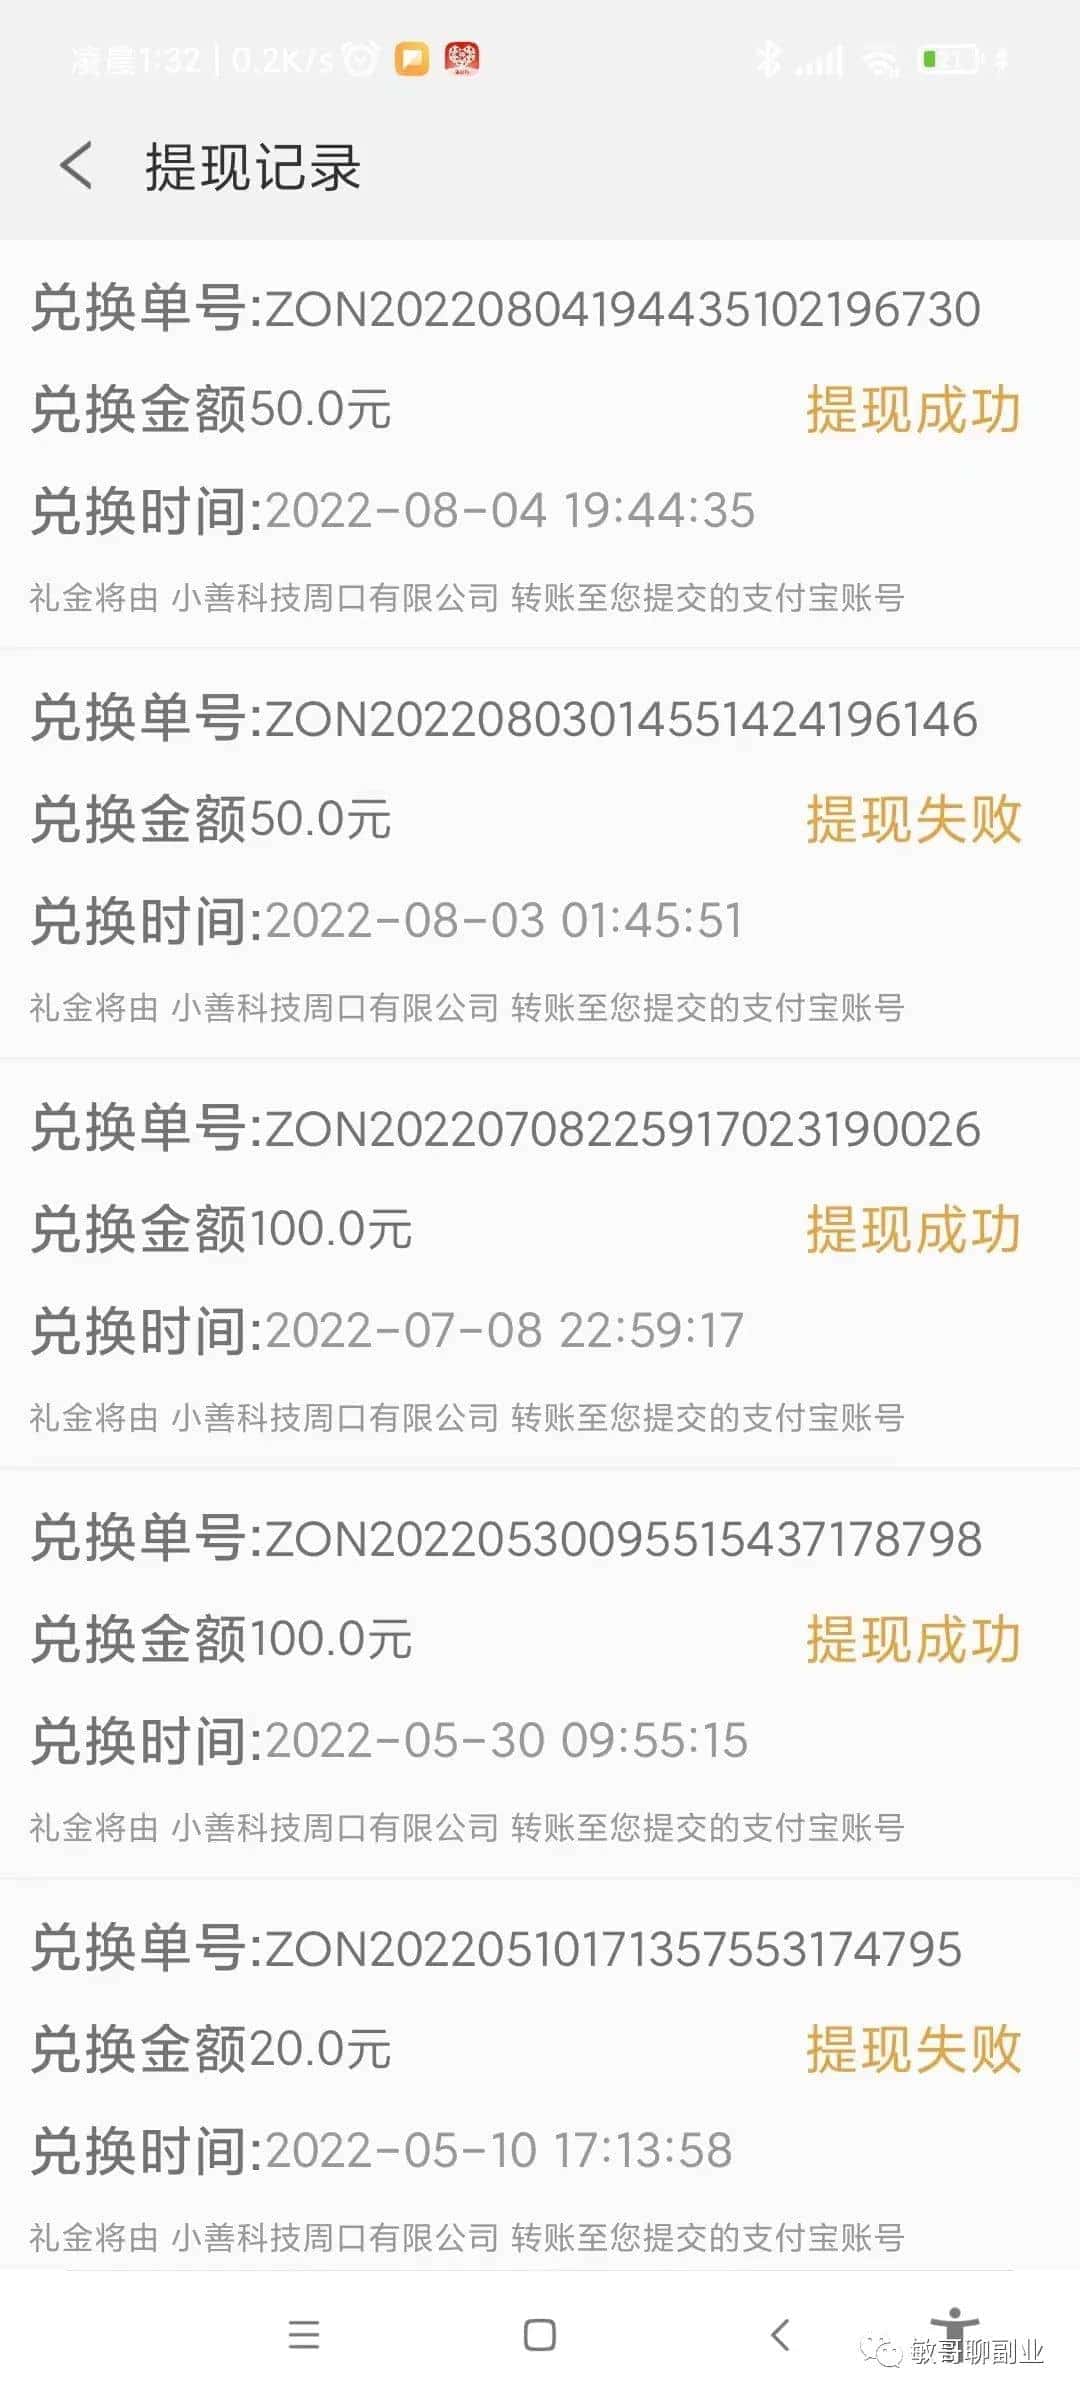 凌晨1:32 | 0.2K/s
21
提现记录
兑换单号:ZON20220804194435102196730
兑换金额50.0元 提现成功
兑换时间:2022-08-04 19:44:35
礼金将由 小善科技周口有限公司 转账至您提交的支付宝账号
兑换单号:ZON20220803014551424196146
兑换金额50.0元 提现失败
兑换时间:2022-08-03 01:45:51
礼金将由 小善科技周口有限公司 转账至您提交的支付宝账号
兑换单号:ZON20220708225917023190026
兑换金额100.0元 提现成功
兑换时间:2022-07-08 22:59:17
礼金将由 小善科技周口有限公司 转账至您提交的支付宝账号
兑换单号:ZON20220530095515437178798
兑换金额100.0元 提现成功
兑换时间:2022-05-30 09:55:15
礼金将由 小善科技周口有限公司 转账至您提交的支付宝账号
兑换单号:ZON20220510171357553174795
兑换金额20.0元 提现失败
兑换时间:2022-05-10 17:13:58
礼金将由 小善科技周口有限公司 转账至您提交的支付宝账号
敏哥聊副业